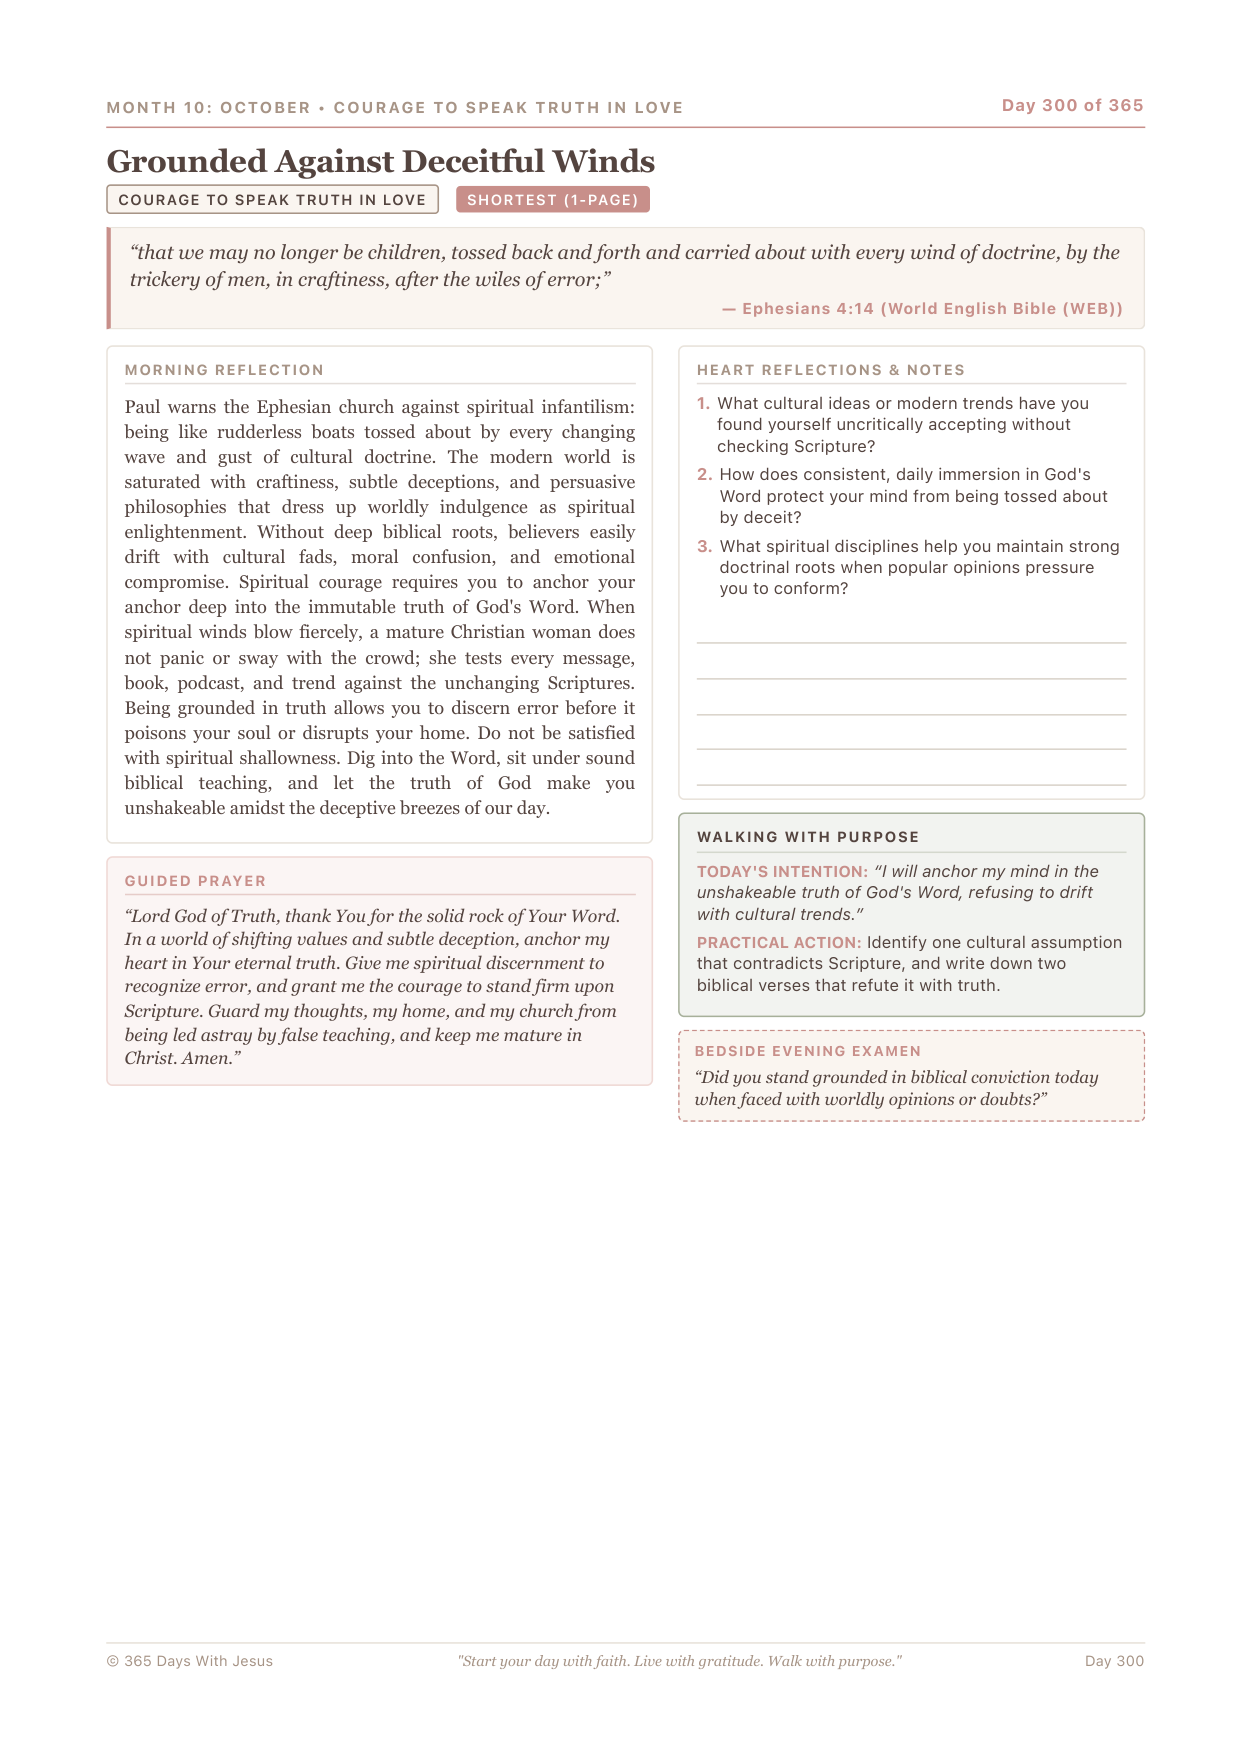 MONTH 10: OCTOBER • COURAGE TO SPEAK TRUTH IN LOVE
Day 300 of 365
Grounded Against Deceitful Winds
COURAGE TO SPEAK TRUTH IN LOVE
SHORTEST (1-PAGE)
“that we may no longer be children, tossed back and forth and carried about with every wind of doctrine, by the
trickery of men, in craftiness, after the wiles of error;”
— Ephesians 4:14 (World English Bible (WEB))
MORNING REFLECTION
Paul warns the Ephesian church against spiritual infantilism:
being like rudderless boats tossed about by every changing
wave and gust of cultural doctrine. The modern world is
saturated with craftiness, subtle deceptions, and persuasive
philosophies that dress up worldly indulgence as spiritual
enlightenment. Without deep biblical roots, believers easily
drift with cultural fads, moral confusion, and emotional
compromise. Spiritual courage requires you to anchor your
anchor deep into the immutable truth of God's Word. When
spiritual winds blow fiercely, a mature Christian woman does
not panic or sway with the crowd; she tests every message,
book, podcast, and trend against the unchanging Scriptures.
Being grounded in truth allows you to discern error before it
poisons your soul or disrupts your home. Do not be satisfied
with spiritual shallowness. Dig into the Word, sit under sound
biblical teaching, and let the truth of God make you
unshakeable amidst the deceptive breezes of our day.
GUIDED PRAYER
“Lord God of Truth, thank You for the solid rock of Your Word.
In a world of shifting values and subtle deception, anchor my
heart in Your eternal truth. Give me spiritual discernment to
recognize error, and grant me the courage to stand firm upon
Scripture. Guard my thoughts, my home, and my church from
being led astray by false teaching, and keep me mature in
Christ. Amen.”
HEART REFLECTIONS & NOTES
1. What cultural ideas or modern trends have you
found yourself uncritically accepting without
checking Scripture?
2. How does consistent, daily immersion in God's
Word protect your mind from being tossed about
by deceit?
3. What spiritual disciplines help you maintain strong
doctrinal roots when popular opinions pressure
you to conform?
WALKING WITH PURPOSE
TODAY'S INTENTION: “I will anchor my mind in the
unshakeable truth of God's Word, refusing to drift
with cultural trends.”
PRACTICAL ACTION: Identify one cultural assumption
that contradicts Scripture, and write down two
biblical verses that refute it with truth.
BEDSIDE EVENING EXAMEN
“Did you stand grounded in biblical conviction today
when faced with worldly opinions or doubts?”
© 365 Days With Jesus
"Start your day with faith. Live with gratitude. Walk with purpose."
Day 300